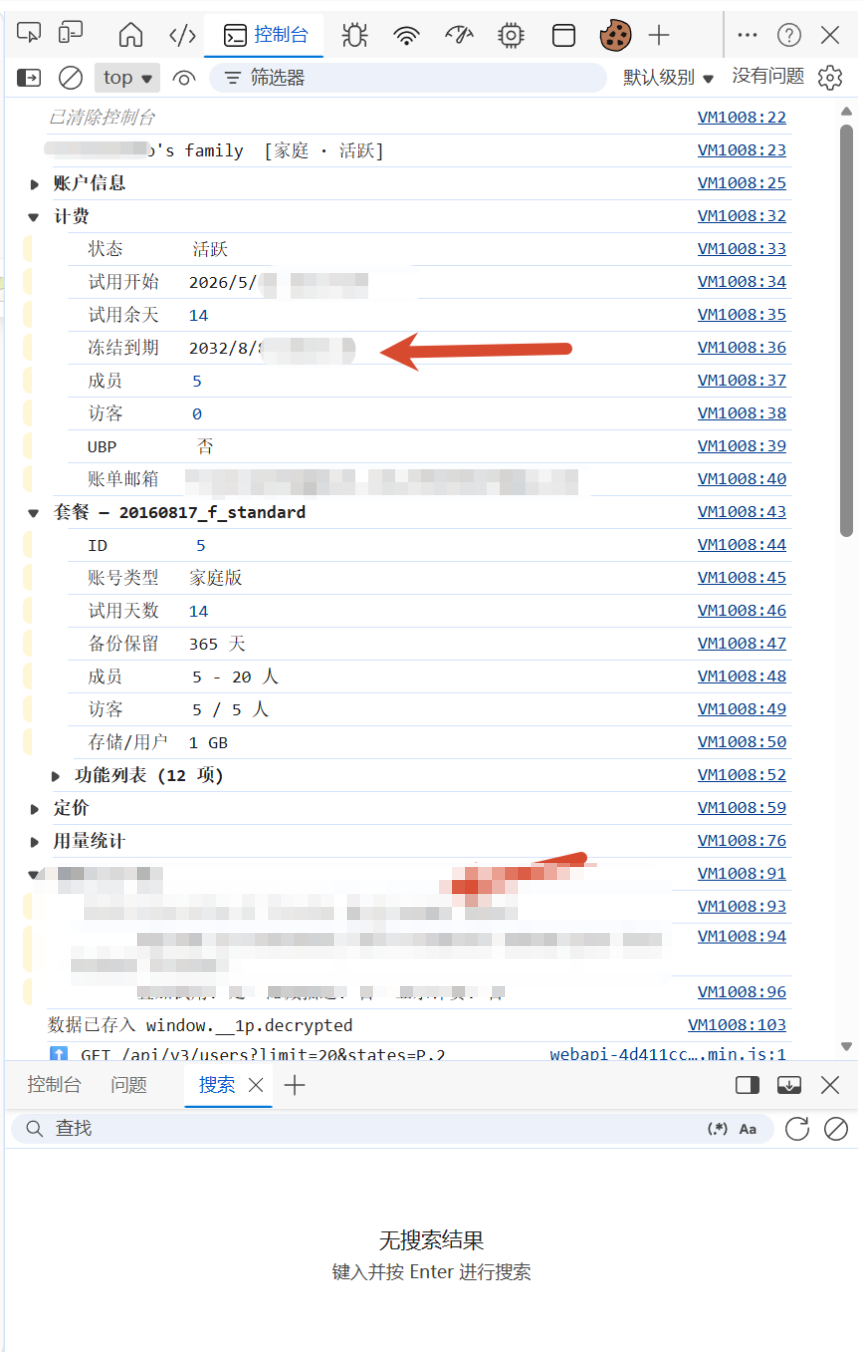 控制台
top
筛选器
默认级别
没有问题
已清除控制台 VM1008:22
's family [家庭 · 活跃] VM1008:23
账户信息 VM1008:25
计费 VM1008:32
状态 活跃 VM1008:33
试用开始 2026/5/ VM1008:34
试用余天 14 VM1008:35
冻结到期 2032/8/ VM1008:36
成员 5 VM1008:37
访客 0 VM1008:38
UBP 否 VM1008:39
账单邮箱 VM1008:40
套餐 — 20160817_f_standard VM1008:43
ID 5 VM1008:44
账号类型 家庭版 VM1008:45
试用天数 14 VM1008:46
备份保留 365 天 VM1008:47
成员 5 - 20 人 VM1008:48
访客 5 / 5 人 VM1008:49
存储/用户 1 GB VM1008:50
功能列表 (12 项) VM1008:52
定价 VM1008:59
用量统计 VM1008:76
VM1008:91
VM1008:93
VM1008:94
VM1008:96
数据已存入 window.__1p.decrypted VM1008:103
GET /api/v3/users?limit=20&states=P,2 webapi-4d411cc….min.js:1
控制台 问题 搜索
查找 (.*) Aa
无搜索结果
键入并按 Enter 进行搜索